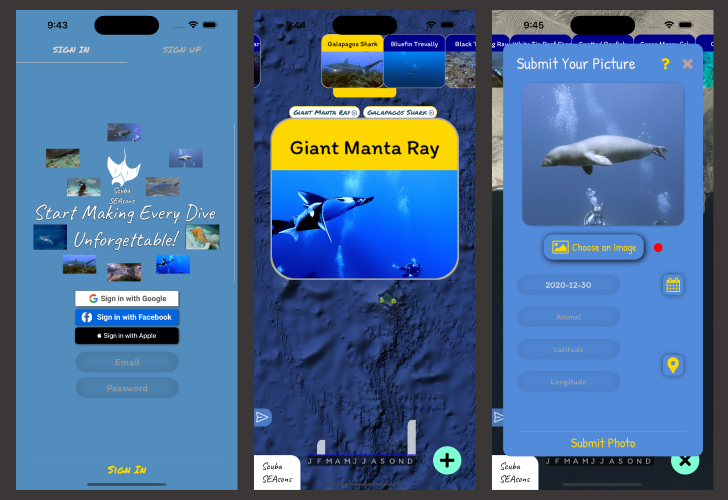 9:43
SIGN IN
SIGN UP
Scuba
SEAsons
Start Making Every Dive
Unforgettable!
Sign in with Google
Sign in with Facebook
Sign in with Apple
Email
Password
SIGN IN
9:44
Galapagos Shark
Bluefin Trevally
Black T
GIANT MANTA RAY
GALAPAGOS SHARK
Giant Manta Ray
Scuba
SEAsons
J F M A M J J A S O N D
9:45
Submit Your Picture
?
Choose an Image
2020-12-30
Animal
Latitude
Longitude
Submit Photo
Scuba
SEAsons
J F M A M J J A S O N D